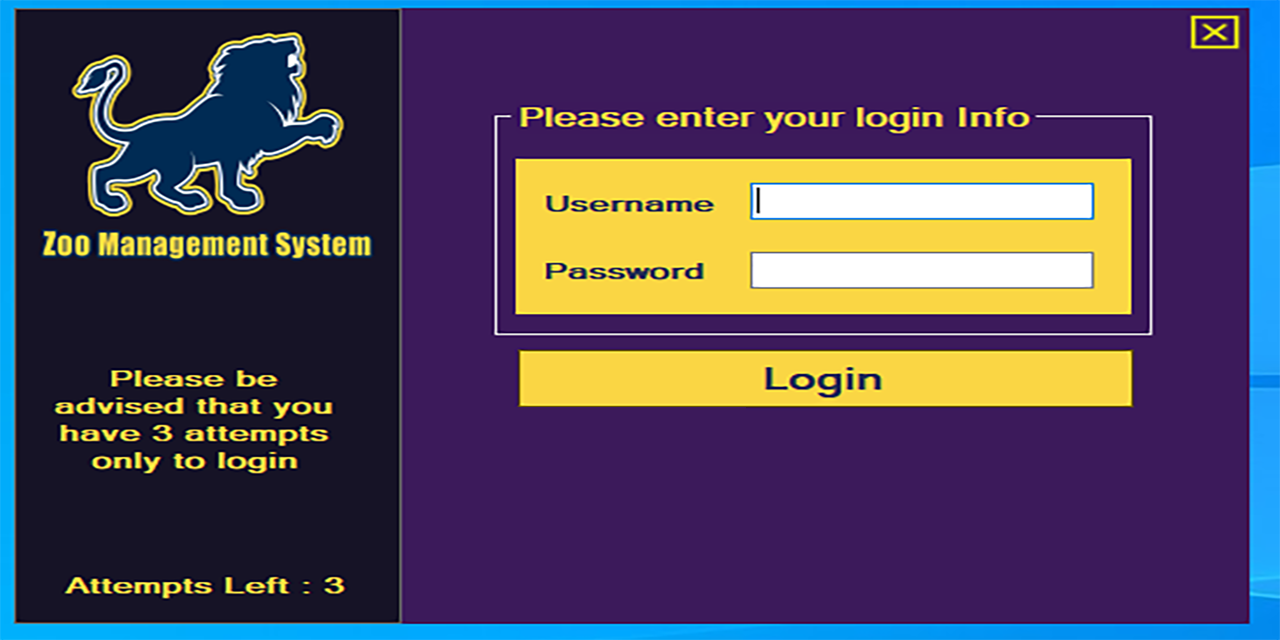 Zoo Management System
Please be
advised that you
have 3 attempts
only to login
Attempts Left : 3
Please enter your login Info
Username
Password
Login